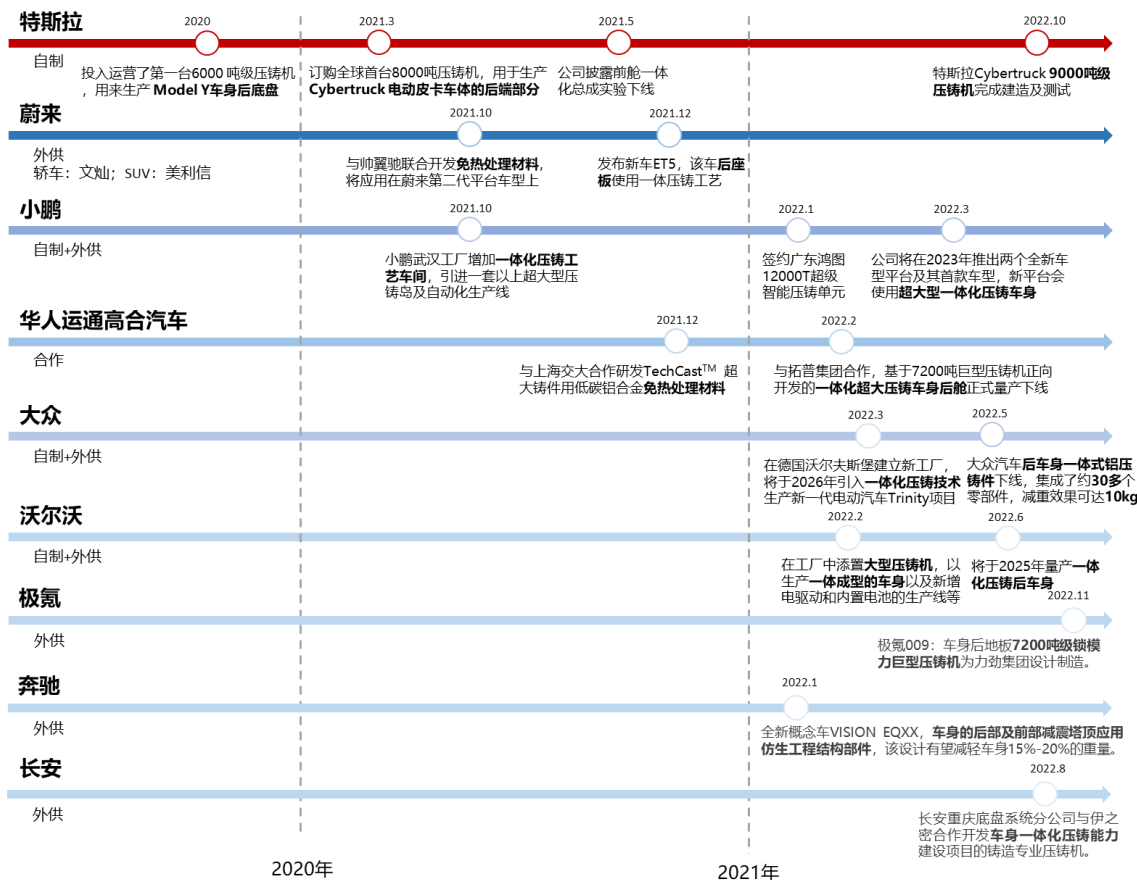 特斯拉
2020
2021.3
2021.5
2022.10
自制
投入运营了第一台6000 吨级压铸机
，用来生产 Model Y车身后底盘
订购全球首台8000吨压铸机，用于生产
Cybertruck 电动皮卡车体的后端部分
公司披露前舱一体
化总成实验下线
特斯拉Cybertruck 9000吨级
压铸机完成建造及测试
蔚来
2021.10
2021.12
外供
轿车：文灿；SUV：美利信
与帅翼驰联合开发免热处理材料，
将应用在蔚来第二代平台车型上
发布新车ET5，该车后座
板使用一体压铸工艺
小鹏
2021.10
2022.1
2022.3
自制+外供
小鹏武汉工厂增加一体化压铸工
艺车间，引进一套以上超大型压
铸岛及自动化生产线
签约广东鸿图
12000T超级
智能压铸单元
公司将在2023年推出两个全新车
型平台及其首款车型，新平台会
使用超大型一体化压铸车身
华人运通高合汽车
2021.12
2022.2
合作
与上海交大合作研发TechCast™ 超
大铸件用低碳铝合金免热处理材料
与拓普集团合作，基于7200吨巨型压铸机正向
开发的一体化超大压铸车身后舱正式量产下线
大众
2022.3
2022.5
自制+外供
在德国沃尔夫斯堡建立新工厂，
将于2026年引入一体化压铸技术
生产新一代电动汽车Trinity项目
大众汽车后车身一体式铝压
铸件下线，集成了约30多个
零部件，减重效果可达10kg
沃尔沃
2022.2
2022.6
自制+外供
在工厂中添置大型压铸机，以
生产一体成型的车身以及新增
电驱动和内置电池的生产线等
将于2025年量产一体
化压铸后车身
极氪
2022.11
外供
极氪009：车身后地板7200吨级锁模
力巨型压铸机为力劲集团设计制造。
奔驰
2022.1
外供
全新概念车VISION EQXX，车身的后部及前部减震塔顶应用
仿生工程结构部件，该设计有望减轻车身15%-20%的重量。
长安
2022.8
外供
长安重庆底盘系统分公司与伊之
密合作开发车身一体化压铸能力
建设项目的铸造专业压铸机。
2020年
2021年